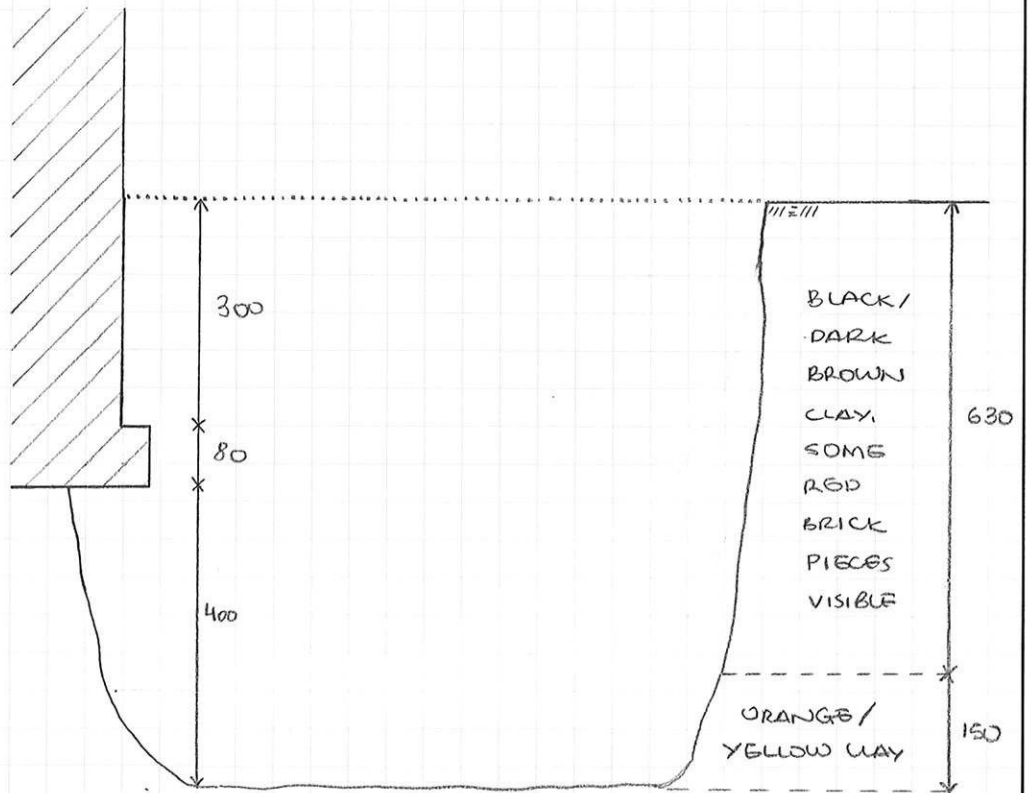 300
80
400
BLACK/
DARK
BROWN
CLAY.
SOME
RED
BRICK
PIECES
VISIBLE
630
ORANGE/
YELLOW CLAY
150